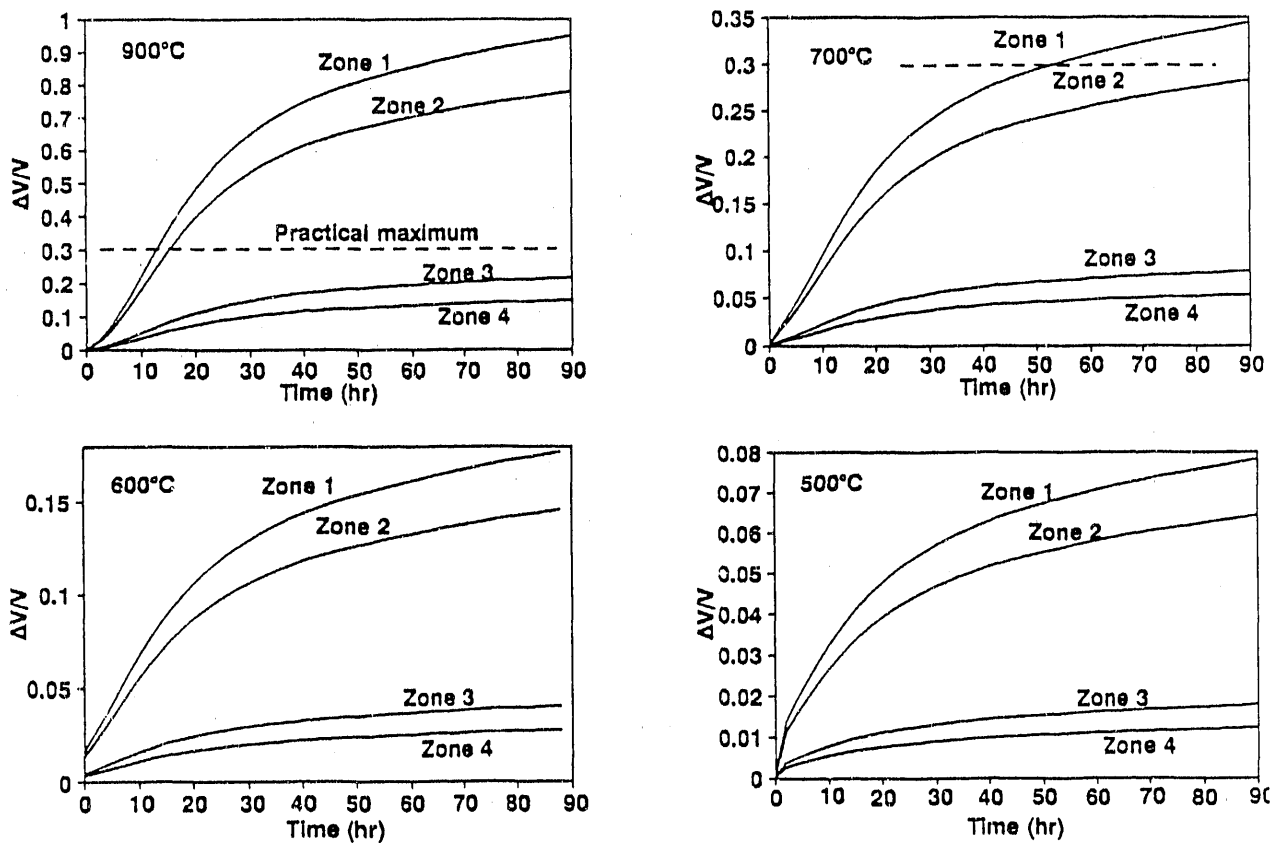 900°C
Zone 1
Zone 2
Practical maximum
Zone 3
Zone 4
ΔV/V
1
0.9
0.8
0.7
0.6
0.5
0.4
0.3
0.2
0.1
0
0 10 20 30 40 50 60 70 80 90
Time (hr)
700°C
Zone 1
Zone 2
Zone 3
Zone 4
ΔV/V
0.35
0.3
0.25
0.2
0.15
0.1
0.05
0
0 10 20 30 40 50 60 70 80 90
Time (hr)
600°C
Zone 1
Zone 2
Zone 3
Zone 4
ΔV/V
0.15
0.1
0.05
0
0 10 20 30 40 50 60 70 80 90
Time (hr)
500°C
Zone 1
Zone 2
Zone 3
Zone 4
ΔV/V
0.08
0.07
0.06
0.05
0.04
0.03
0.02
0.01
0
0 10 20 30 40 50 60 70 80 90
Time (hr)